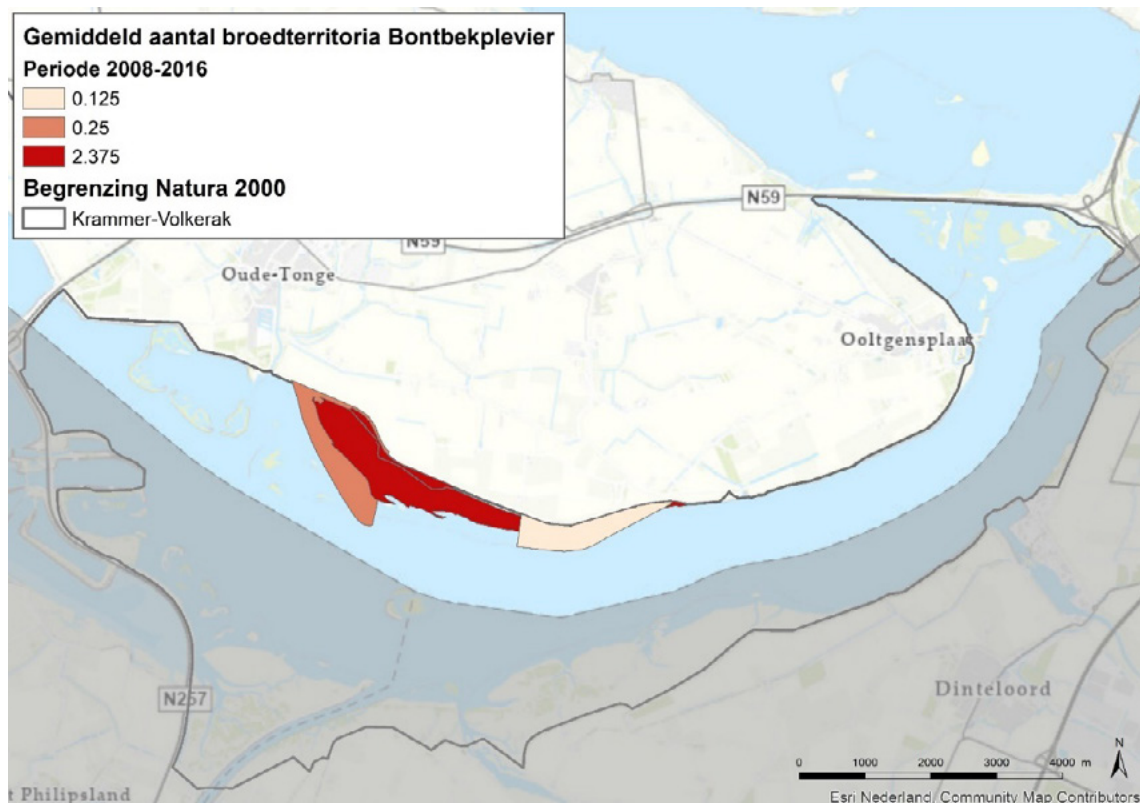 Gemiddeld aantal broedterritoria Bontbekplevier
Periode 2008-2016
0.125
0.25
2.375
Begrenzing Natura 2000
Krammer-Volkerak
N59
N59
Oude-Tonge
Ooltgensplaat
N257
Dinteloord
t Philipsland
N
0 1000 2000 3000 4000 m
Esri Nederland, Community Map Contributors